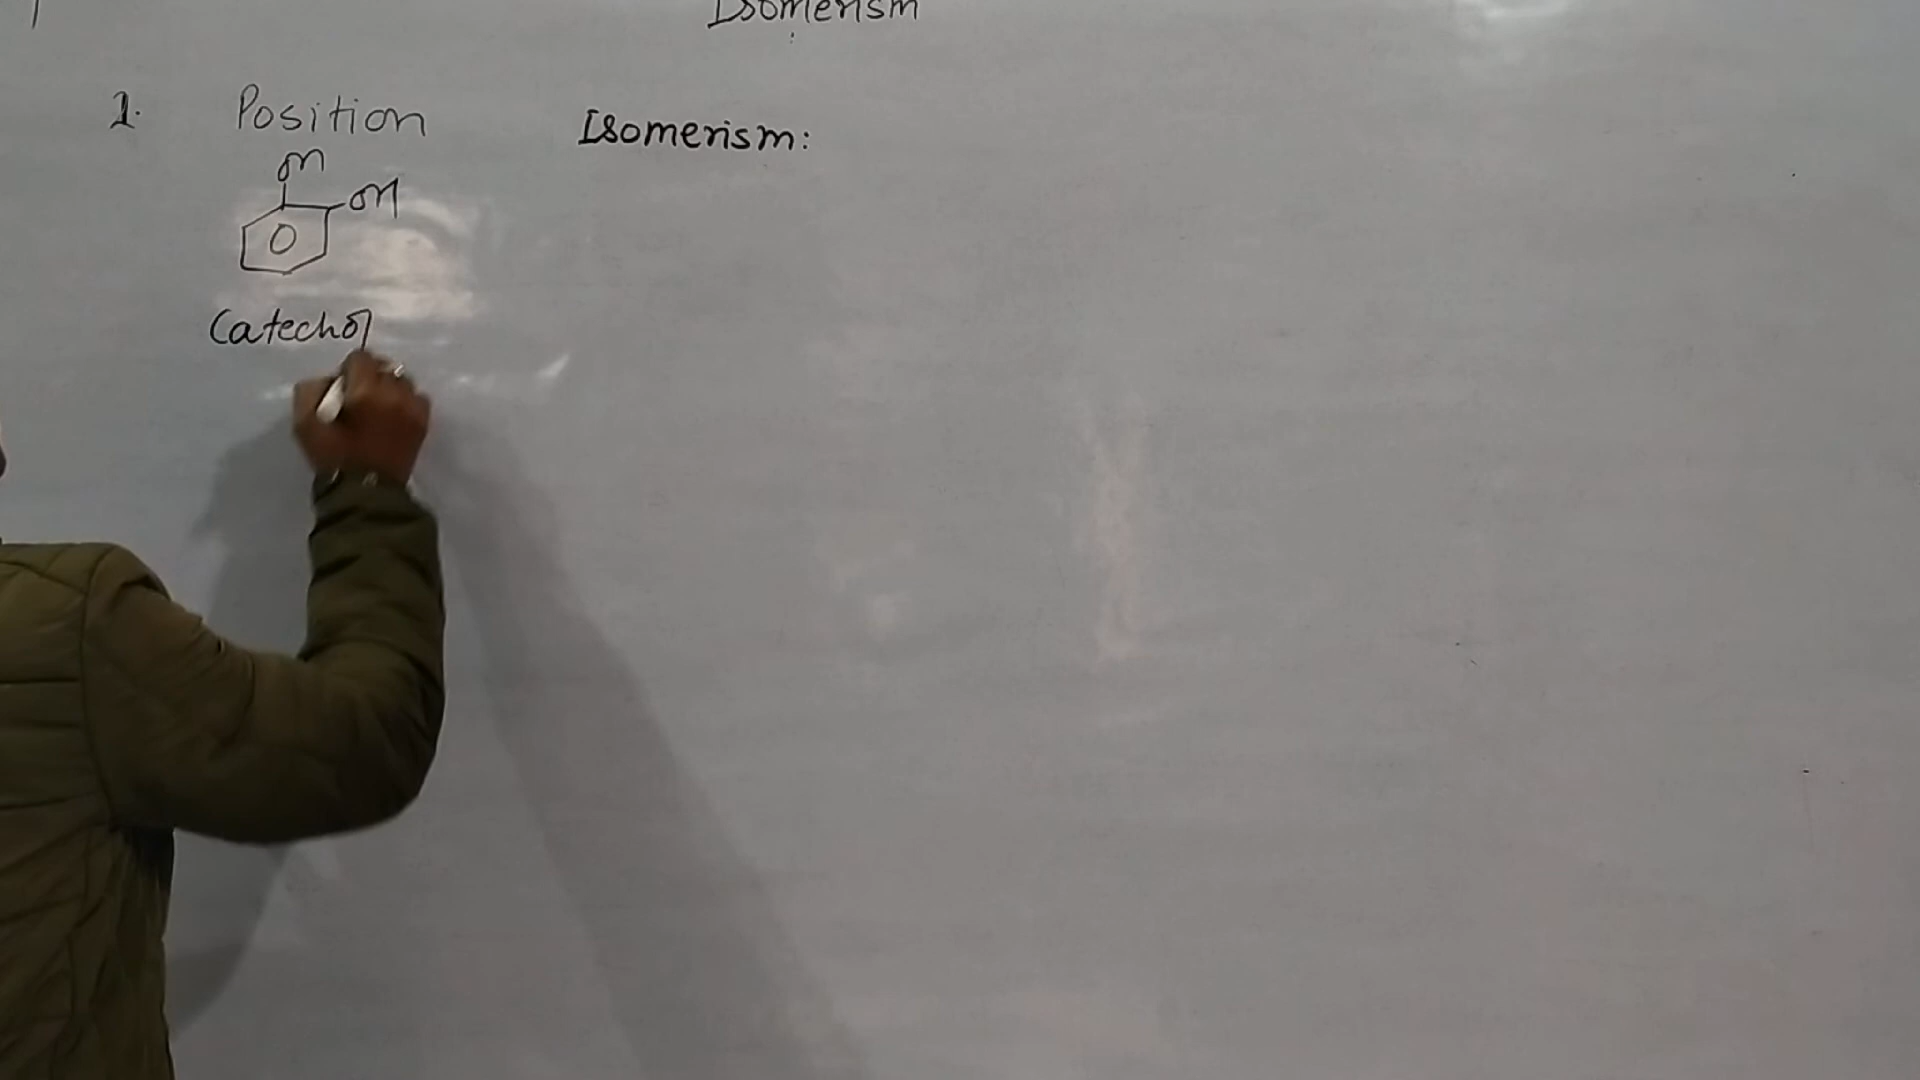 Isomerism
1. Position Isomerism:
OH
OH
Catechol